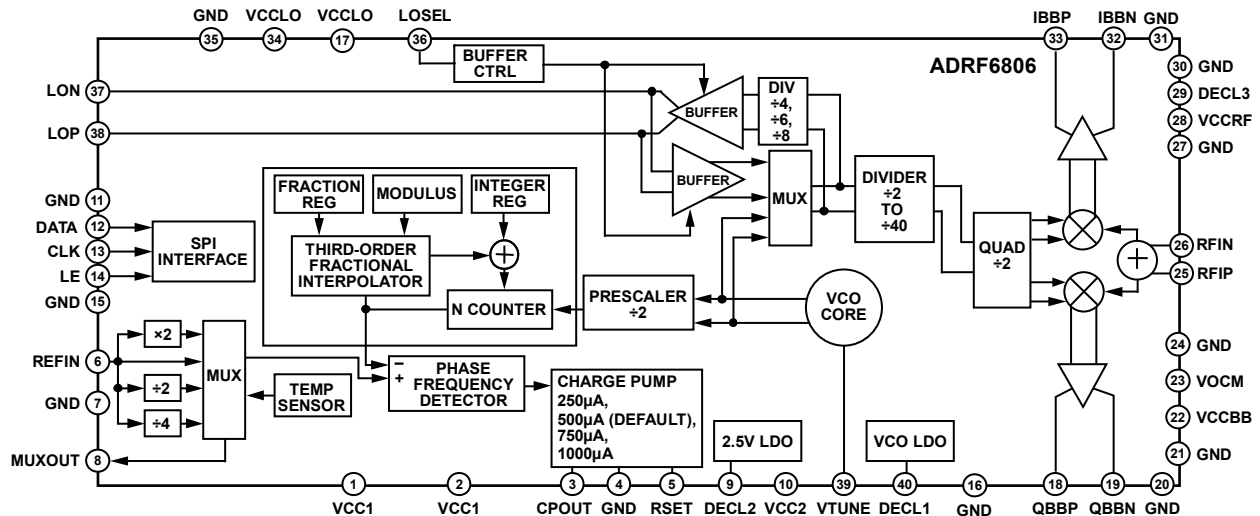 GND
VCCLO
VCCLO
LOSEL
IBBP
IBBN
GND
35
34
17
36
33
32
31
BUFFER
CTRL
ADRF6806
30
GND
29
DECL3
28
VCCRF
27
GND
LON
37
LOP
38
BUFFER
DIV
÷4,
÷6,
÷8
BUFFER
MUX
DIVIDER
÷2
TO
÷40
QUAD
÷2
26
RFIN
25
RFIP
FRACTION
REG
MODULUS
INTEGER
REG
THIRD-ORDER
FRACTIONAL
INTERPOLATOR
+
N COUNTER
PRESCALER
÷2
VCO
CORE
+
GND
11
DATA
12
CLK
13
LE
14
GND
15
SPI
INTERFACE
REFIN
6
GND
7
MUXOUT
8
×2
÷2
÷4
MUX
TEMP
SENSOR
–
+
PHASE
FREQUENCY
DETECTOR
CHARGE PUMP
250µA,
500µA (DEFAULT),
750µA,
1000µA
2.5V LDO
VCO LDO
24
GND
23
VOCM
22
VCCBB
21
GND
1
2
3
4
5
9
10
39
40
16
18
19
20
VCC1
VCC1
CPOUT
GND
RSET
DECL2
VCC2
VTUNE
DECL1
GND
QBBP
QBBN
GND